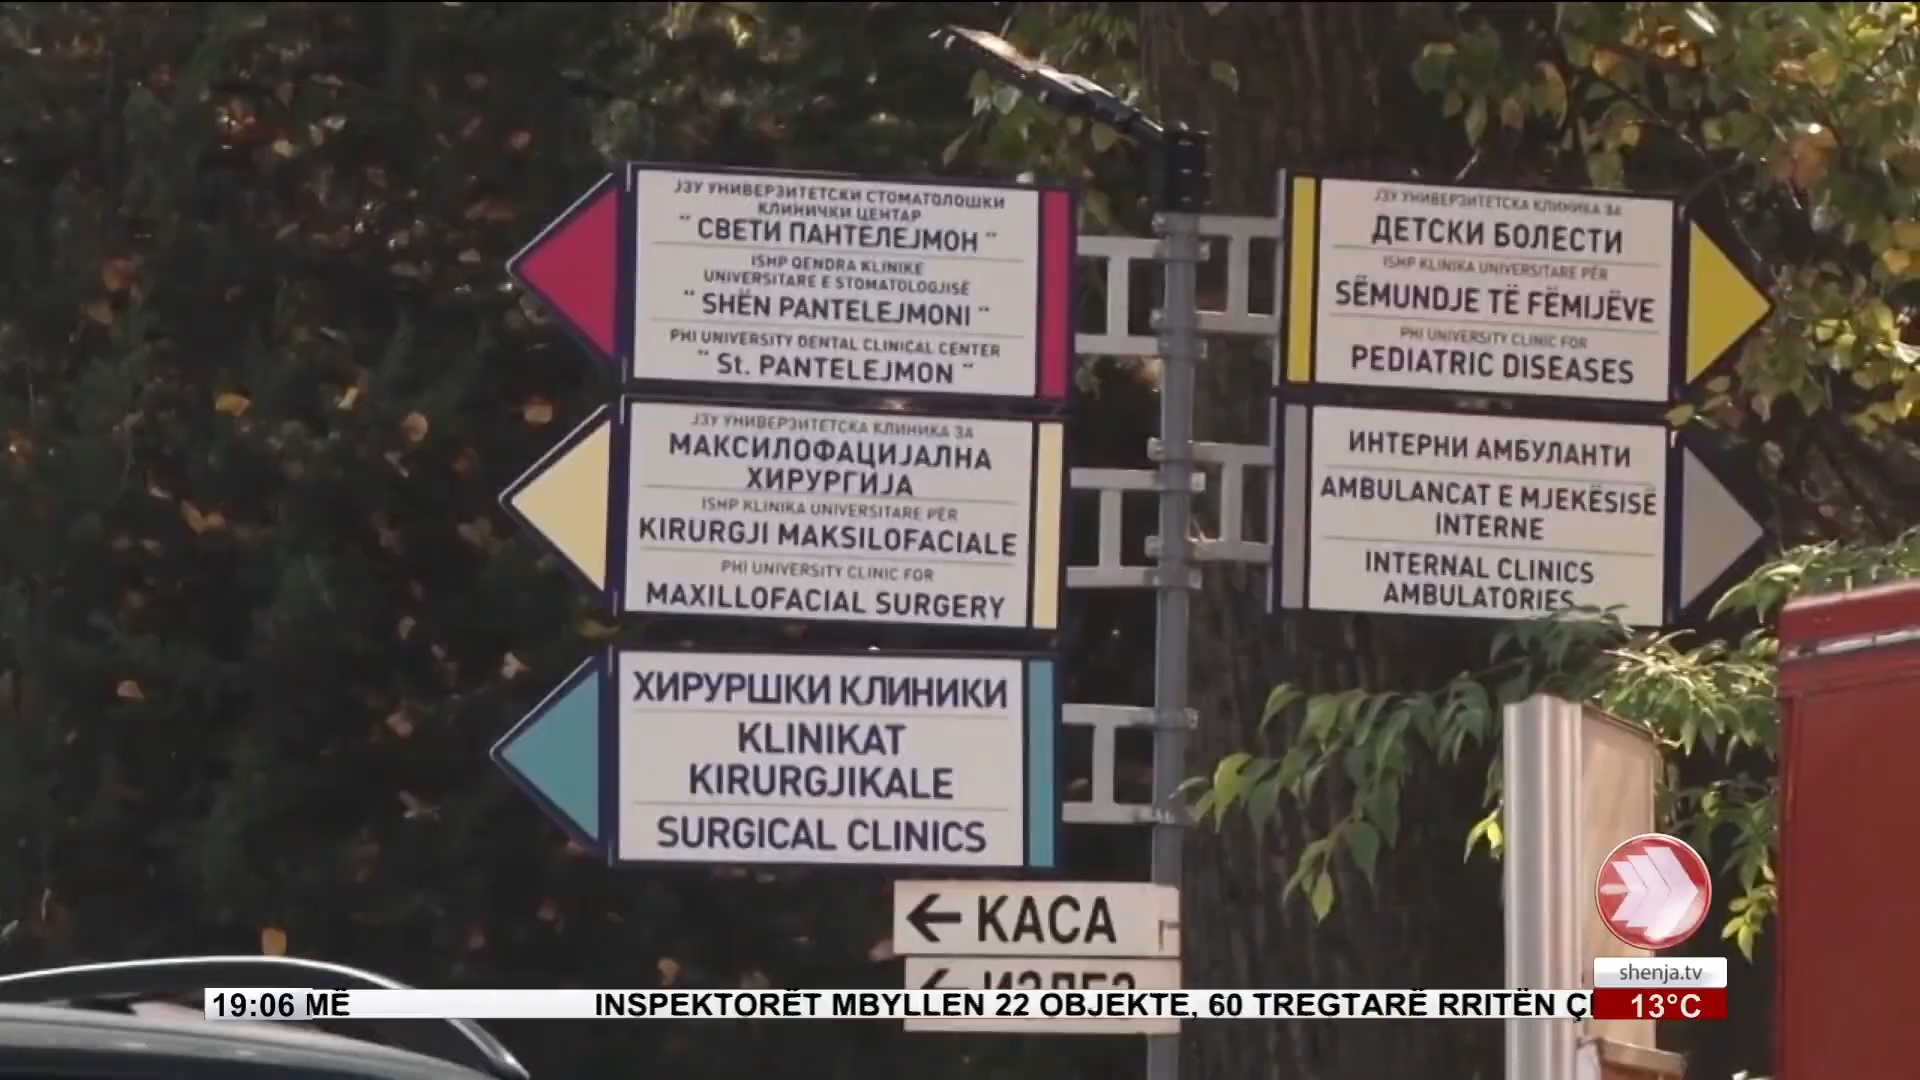 ЈЗУ УНИВЕРЗИТЕТСКИ СТОМАТОЛОШКИ
КЛИНИЧКИ ЦЕНТАР
" СВЕТИ ПАНТЕЛЕЈМОН "
ISHP QENDRA KLINIKE
UNIVERSITARE E STOMATOLOGJISË
" SHËN PANTELEJMONI "
PHI UNIVERSITY DENTAL CLINICAL CENTER
" St. PANTELEJMON "
ЈЗУ УНИВЕРЗИТЕТСКА КЛИНИКА ЗА
МАКСИЛОФАЦИЈАЛНА
ХИРУРГИЈА
ISHP KLINIKA UNIVERSITARE PËR
KIRURGJI MAKSILOFACIALE
PHI UNIVERSITY CLINIC FOR
MAXILLOFACIAL SURGERY
ХИРУРШКИ КЛИНИКИ
KLINIKAT
KIRURGJIKALE
SURGICAL CLINICS
ЈЗУ УНИВЕРЗИТЕТСКА КЛИНИКА ЗА
ДЕТСКИ БОЛЕСТИ
ISHP KLINIKA UNIVERSITARE PËR
SËMUNDJE TË FËMIJËVE
PHI UNIVERSITY CLINIC FOR
PEDIATRIC DISEASES
ИНТЕРНИ АМБУЛАНТИ
AMBULANCAT E MJEKËSISË
INTERNE
INTERNAL CLINICS
AMBULATORIES
← КАСА
shenja.tv
19:06 MË INSPEKTORËT MBYLLEN 22 OBJEKTE, 60 TREGTARË RRITËN
13°C